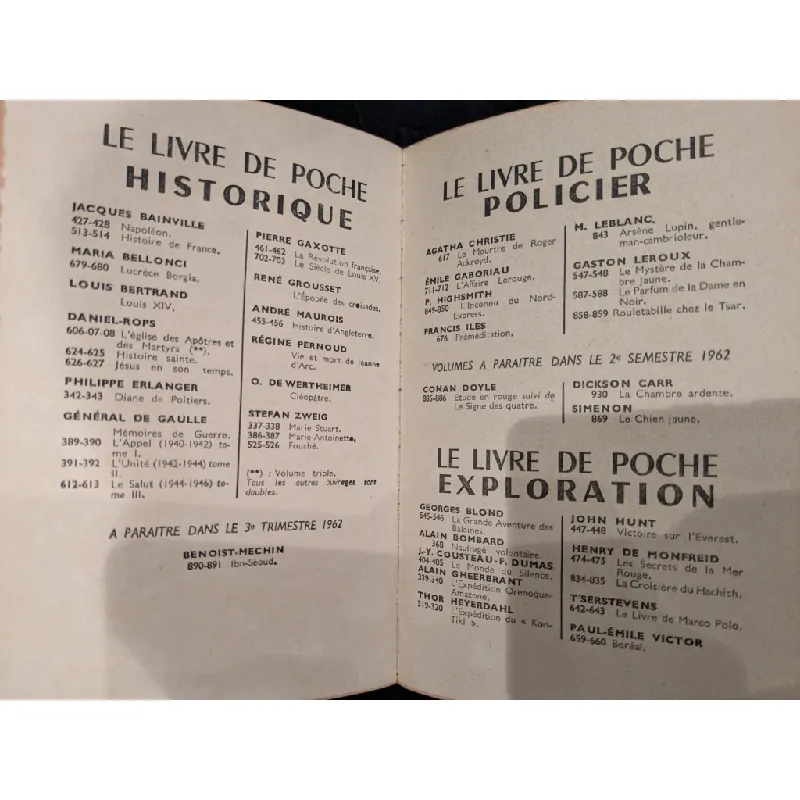 LE LIVRE DE POCHE
HISTORIQUE
JACQUES BAINVILLE
427-428 Napoléon.
513-514 Histoire de France.
MARIA BELLONCI
679-680 Lucrèce Borgia.
LOUIS BERTRAND
Louis XIV.
DANIEL-ROPS
606-07-08 L'église des Apôtres et
des Martyrs (**).
624-625 Histoire sainte.
626-627 Jésus en son temps.
PHILIPPE ERLANGER
342-343 Diane de Poitiers.
GÉNÉRAL DE GAULLE
Mémoires de Guerre.
389-390 L'Appel (1940-1942) to-
me I.
391-392 L'Unité (1942-1944) tome
II.
612-613 Le Salut (1944-1946) to-
me III.
PIERRE GAXOTTE
461-462 La Révolution française.
702-703 Le Siècle de Louis XV.
RENÉ GROUSSET
L'Épopée des croisades.
ANDRÉ MAUROIS
455-456 Histoire d'Angleterre.
RÉGINE PERNOUD
Vie et mort de Jeanne
d'Arc.
O. DE WERTHEIMER
Cléopâtre.
STEFAN ZWEIG
337-338 Marie Stuart.
386-387 Marie-Antoinette.
525-526 Fouché.
(**) : Volume triple.
Tous les autres ouvrages sont
doubles.
A PARAITRE DANS LE 3e TRIMESTRE 1962
BENOIST-MECHIN
890-891 Ibn-Séoud.
LE LIVRE DE POCHE
POLICIER
AGATHA CHRISTIE
617 Le Meurtre de Roger
Ackroyd.
ÉMILE GABORIAU
711-712 L'Affaire Lerouge.
P. HIGHSMITH
849-850 L'Inconnu du Nord-
Express.
FRANCIS ILES
676 Préméditation.
M. LEBLANC.
843 Arsène Lupin, gentle-
man-cambrioleur.
GASTON LEROUX
547-548 Le Mystère de la Cham-
bre jaune.
587-588 Le Parfum de la Dame en
Noir.
858-859 Rouletabille chez le Tsar.
VOLUMES A PARAITRE DANS LE 2e SEMESTRE 1962
CONAN DOYLE
885-886 Etude en rouge suivi de
Le Signe des quatre.
DICKSON CARR
930 La Chambre ardente.
SIMENON
869 Le Chien jaune.
LE LIVRE DE POCHE
EXPLORATION
GEORGES BLOND
545-546 La Grande Aventure des
Baleines.
ALAIN BOMBARD
368 Naufragé volontaire.
J.-Y. COUSTEAU-F. DUMAS
404-405 Le Monde du Silence.
ALAIN GHEERBRANT
339-340 L'Expédition Orénoque-
Amazone.
THOR HEYERDAHL
319-320 L'Expédition du « Kon-
Tiki ».
JOHN HUNT
447-448 Victoire sur l'Everest.
HENRY DE MONFREID
474-475 Les Secrets de la Mer
Rouge.
834-835 La Croisière du Hachich.
T'SERSTEVENS
642-643 Le Livre de Marco Polo.
PAUL-ÉMILE VICTOR
659-660 Boréal.